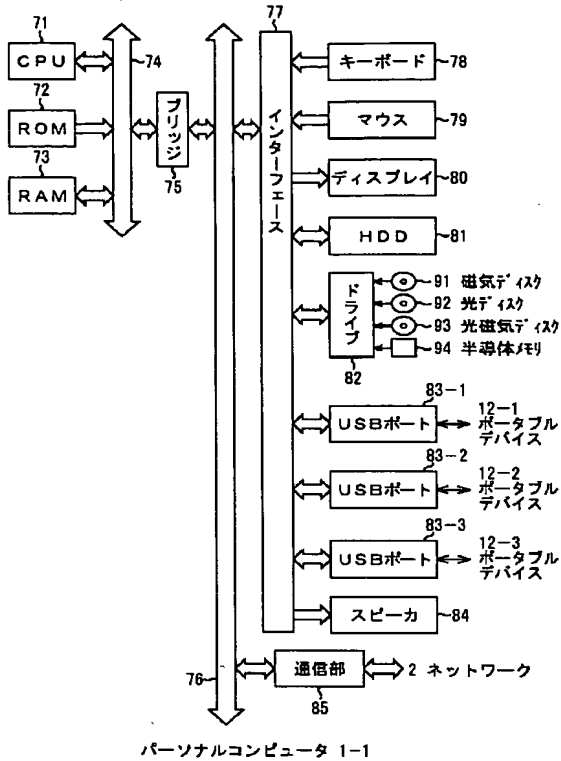 71
CPU
72
ROM
73
RAM
74
ブリッジ
75
76
77
インターフェース
キーボード 78
マウス 79
ディスプレイ 80
HDD 81
ドライブ
82
91 磁気ディスク
92 光ディスク
93 光磁気ディスク
94 半導体メモリ
83-1
USBポート
12-1
ポータブル
デバイス
83-2
USBポート
12-2
ポータブル
デバイス
83-3
USBポート
12-3
ポータブル
デバイス
スピーカ 84
通信部
85
2 ネットワーク
パーソナルコンピュータ 1-1